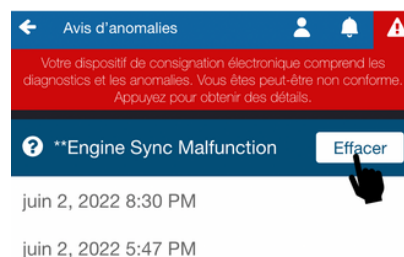 Avis d'anomalies
Votre dispositif de consignation électronique comprend les
diagnostics et les anomalies. Vous êtes peut-être non conforme.
Appuyez pour obtenir des détails.
**Engine Sync Malfunction
Effacer
juin 2, 2022 8:30 PM
juin 2, 2022 5:47 PM